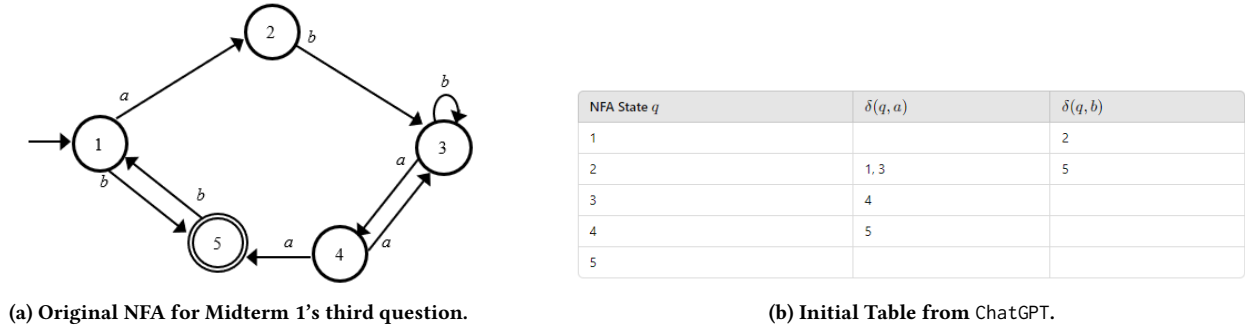 2
b
a
b
1
3
a
b
b
5
a
4
a
(a) Original NFA for Midterm 1's third question.
NFA State q δ(q, a) δ(q, b)
1 2
2 1, 3 5
3 4
4 5
5
(b) Initial Table from ChatGPT.